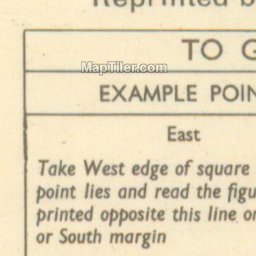 Reprinted b
TO G
MapTiler.com
EXAMPLE POIN
East
Take West edge of square
point lies and read the figu
printed opposite this line o
or South margin